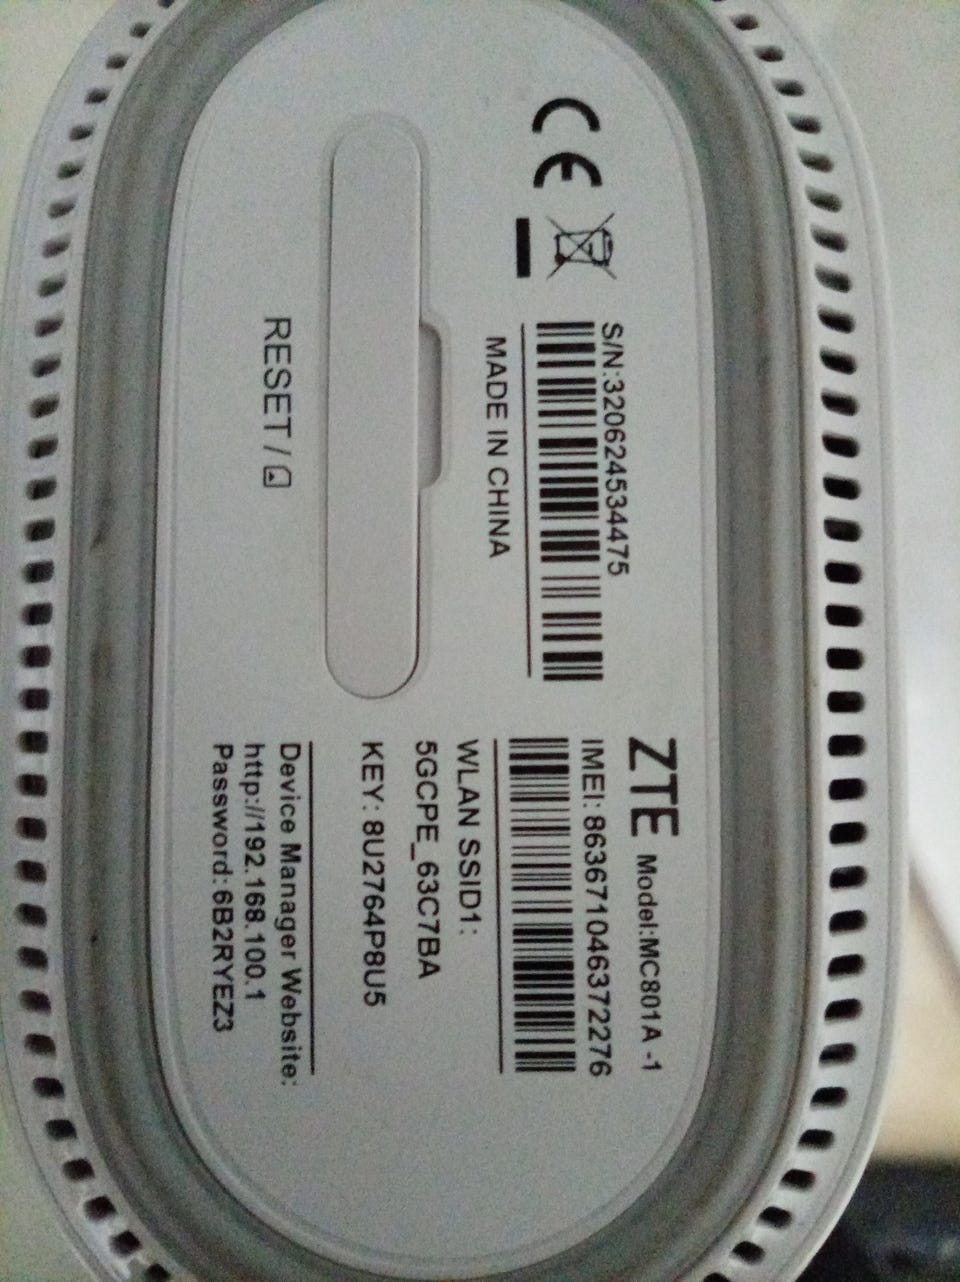 ZTE Model:MC801A -1
IMEI: 863671046372276
WLAN SSID1:
5GCPE_63C7BA
KEY: 8U2764P8U5
Device Manager Website:
http://192.168.100.1
Password:6B2RYEZ3
CE
S/N:320624534475
MADE IN CHINA
RESET /